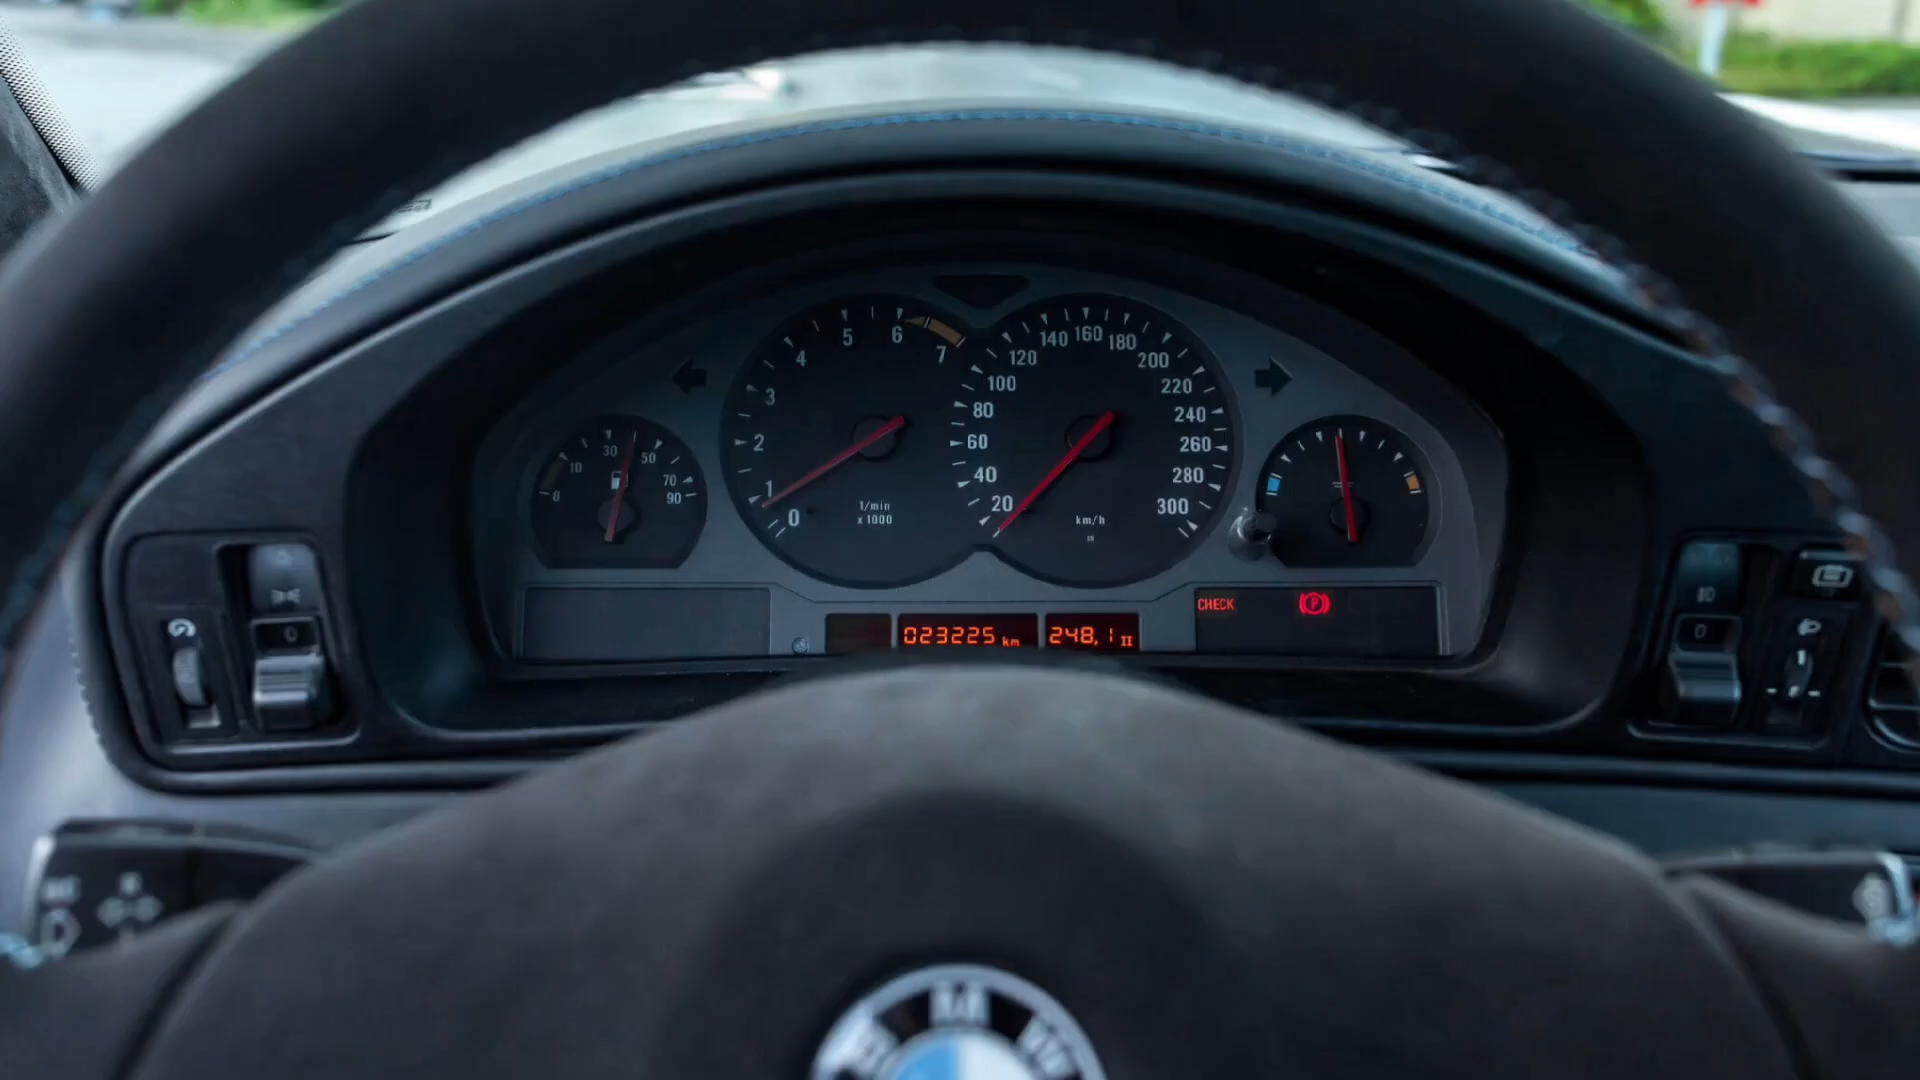 0 10 30 50 70 90
0 1 2 3 4 5 6 7
1/min
x 1000
20 40 60 80 100 120 140 160 180 200 220 240 260 280 300
km/h
CHECK
P
023225 km
248,1 II
0
0